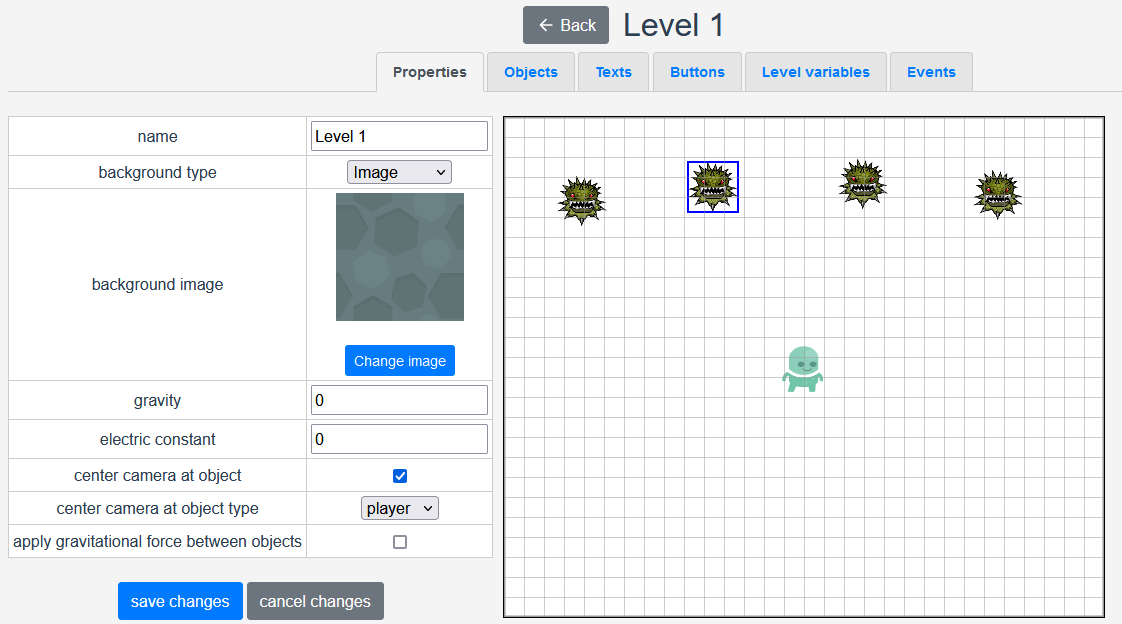 ← Back
Level 1
Properties
Objects
Texts
Buttons
Level variables
Events
name
Level 1
background type
Image
background image
Change image
gravity
0
electric constant
0
center camera at object
center camera at object type
player
apply gravitational force between objects
save changes
cancel changes